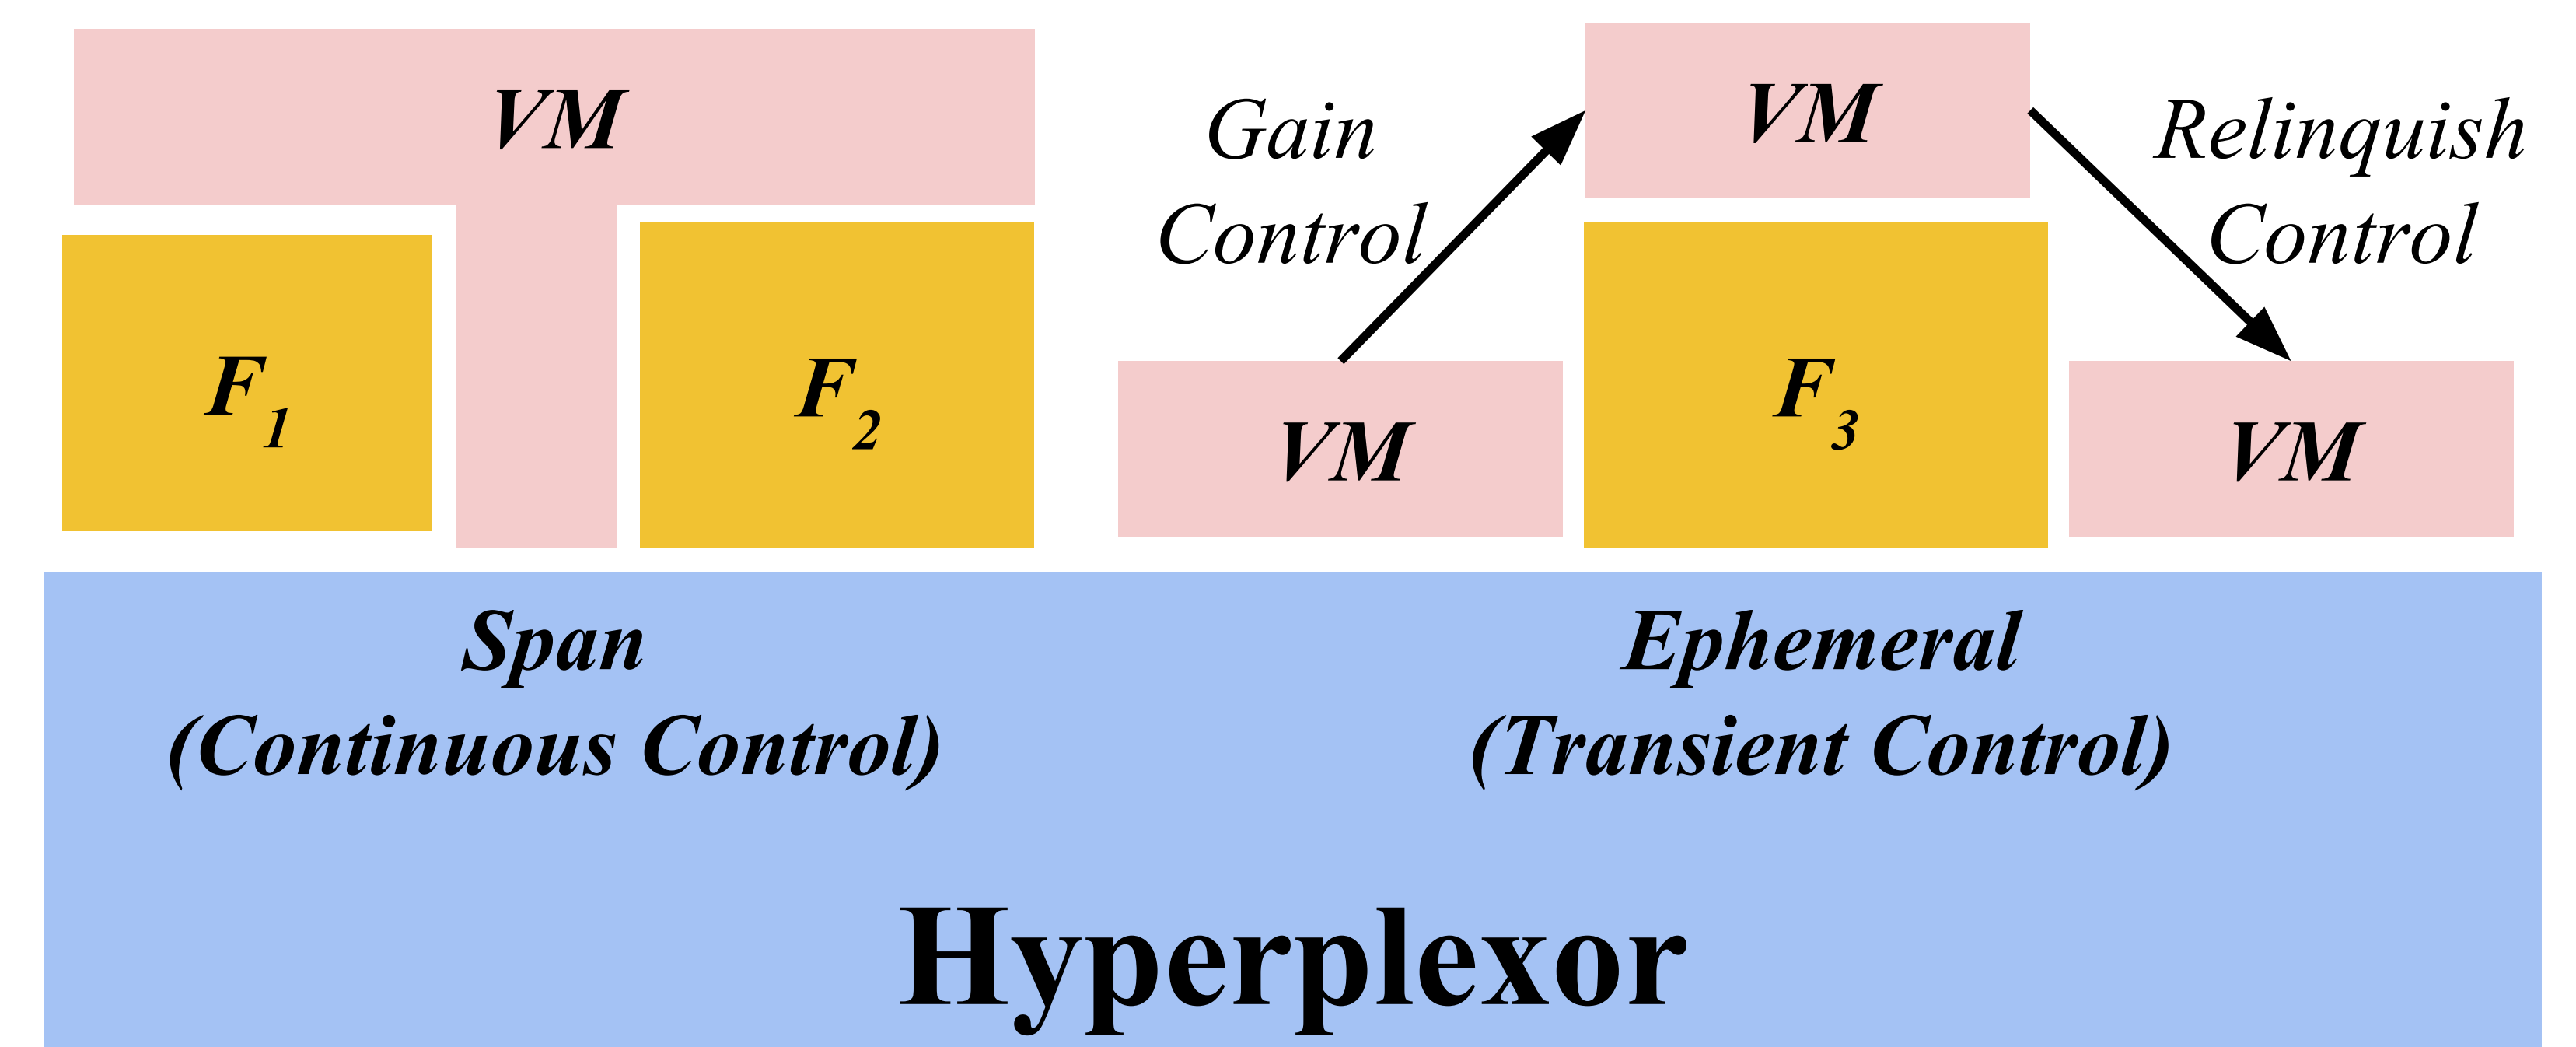 VM
F1
F2
Gain
Control
VM
VM
F3
Relinquish
Control
VM
Span
(Continuous Control)
Ephemeral
(Transient Control)
Hyperplexor